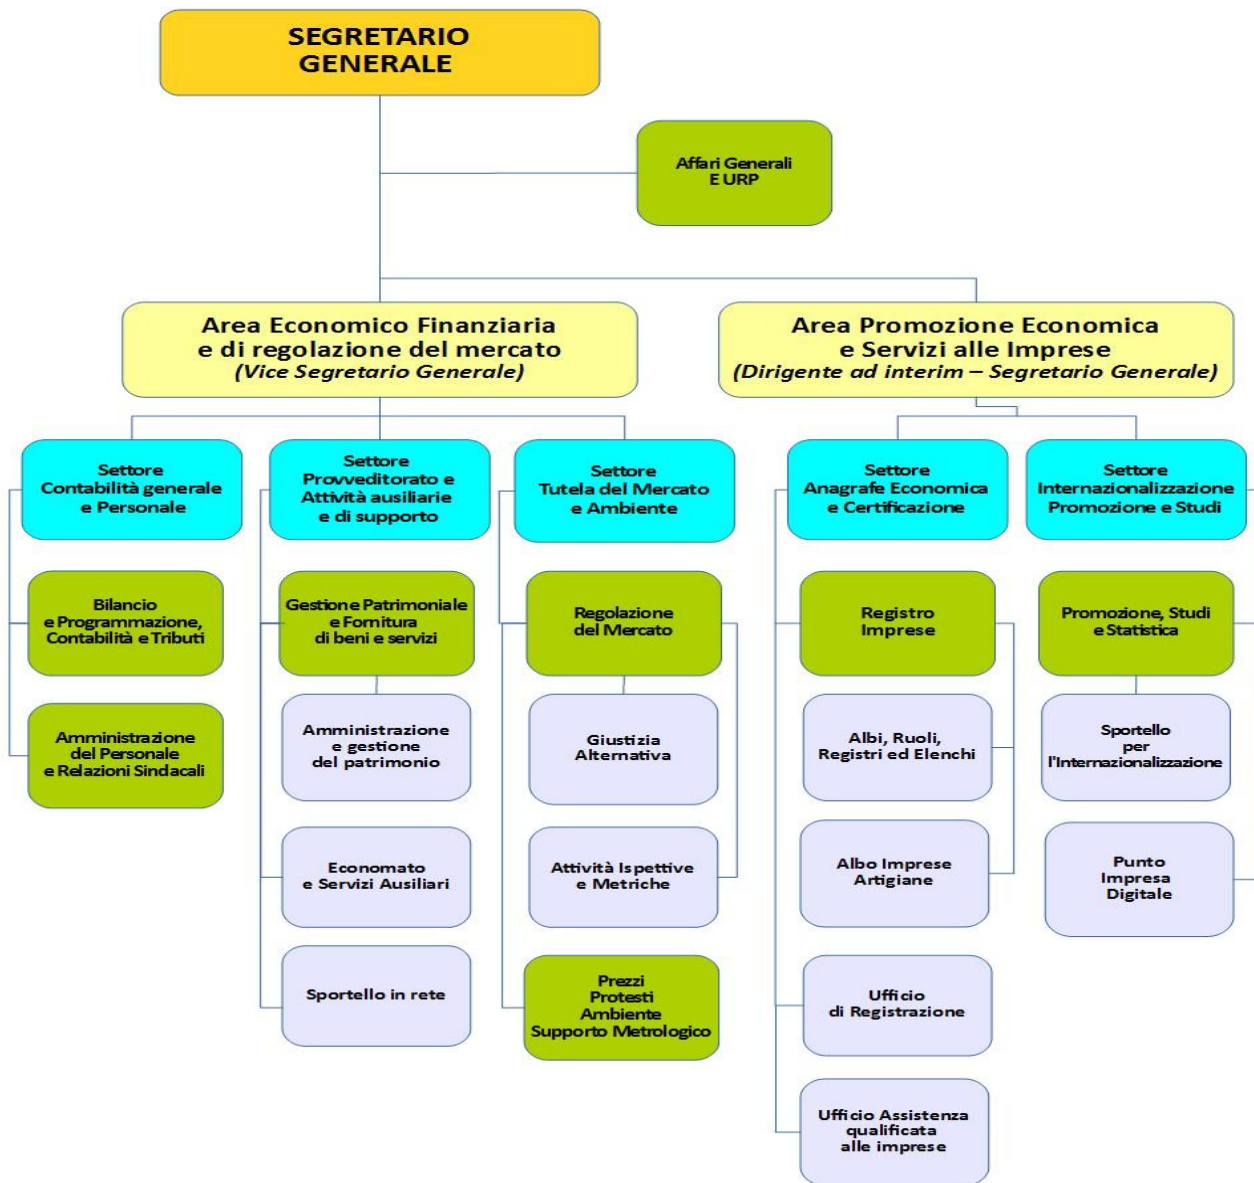 SEGRETARIO
GENERALE
Affari Generali
E URP
Area Economico Finanziaria
e di regolazione del mercato
(Vice Segretario Generale)
Area Promozione Economica
e Servizi alle Imprese
(Dirigente ad interim – Segretario Generale)
Settore
Contabilità generale
e Personale
Settore
Provveditorato e
Attività ausiliarie
e di supporto
Settore
Tutela del Mercato
e Ambiente
Settore
Anagrafe Economica
e Certificazione
Settore
Internazionalizzazione
Promozione e Studi
Bilancio
e Programmazione,
Contabilità e Tributi
Gestione Patrimoniale
e Fornitura
di beni e servizi
Regolazione
del Mercato
Registro
Imprese
Promozione, Studi
e Statistica
Amministrazione
del Personale
e Relazioni Sindacali
Amministrazione
e gestione
del patrimonio
Giustizia
Alternativa
Albi, Ruoli,
Registri ed Elenchi
Sportello
per
l'Internazionalizzazione
Economato
e Servizi Ausiliari
Attività Ispettive
e Metriche
Albo Imprese
Artigiane
Punto
Impresa
Digitale
Sportello in rete
Prezzi
Protesti
Ambiente
Supporto Metrologico
Ufficio
di Registrazione
Ufficio Assistenza
qualificata
alle imprese